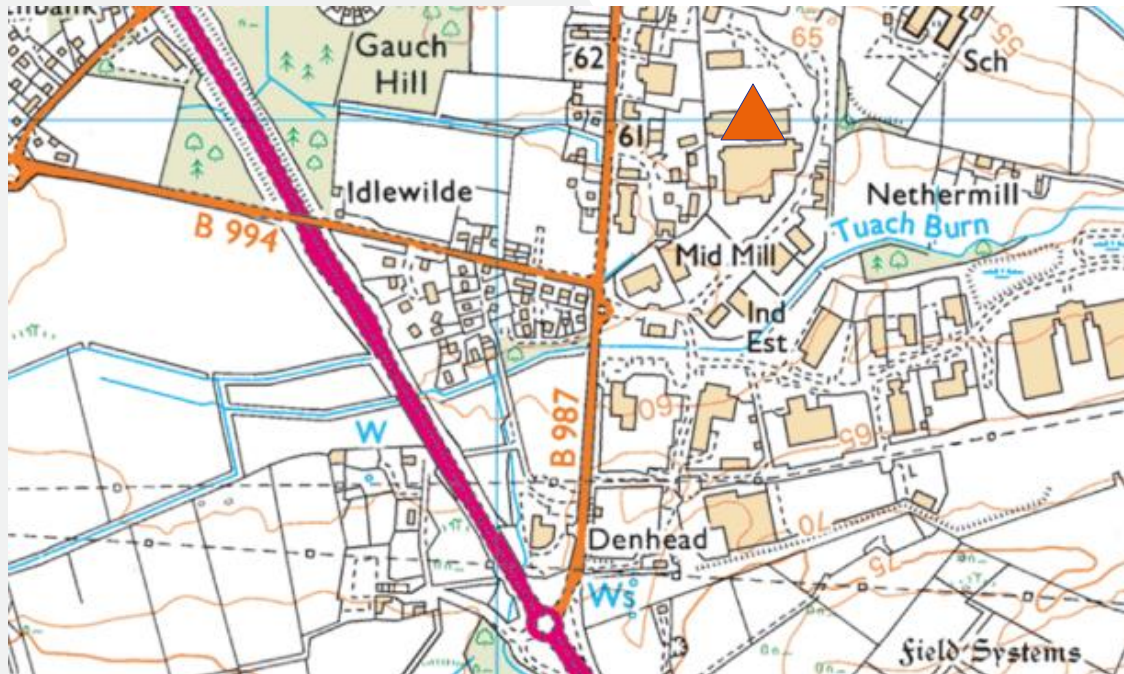 Gauch
Hill
62
65
Sch
55
61
Idlewilde
Nethermill
B 994
Tuach Burn
Mid Mill
Ind
Est
B 987
60
65
W
70
Denhead
75
Ws
Field Systems